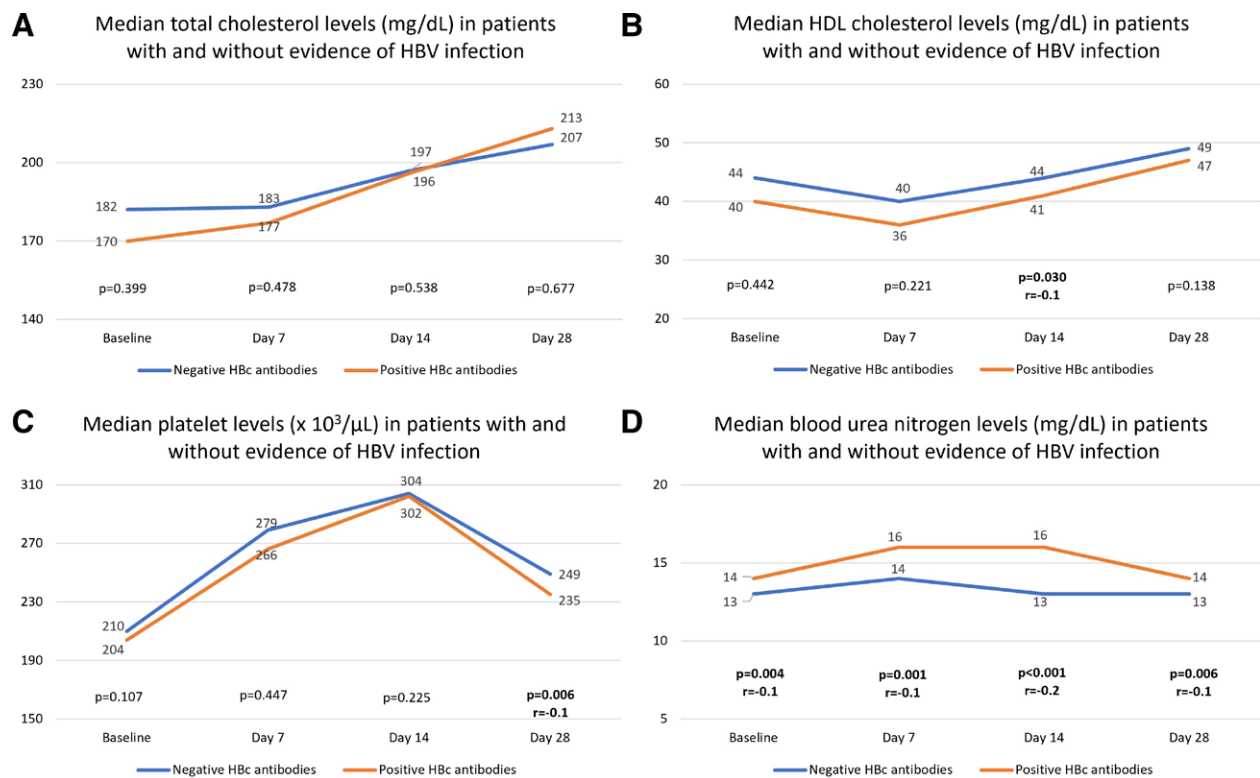 A
Median total cholesterol levels (mg/dL) in patients
with and without evidence of HBV infection
230
200
170
140
182
183
197
207
170
177
196
213
p=0.399
p=0.478
p=0.538
p=0.677
Baseline
Day 7
Day 14
Day 28
Negative HBc antibodies
Positive HBc antibodies
B
Median HDL cholesterol levels (mg/dL) in patients
with and without evidence of HBV infection
60
50
40
30
20
44
40
44
49
40
36
41
47
p=0.442
p=0.221
p=0.030
r=-0.1
p=0.138
Baseline
Day 7
Day 14
Day 28
Negative HBc antibodies
Positive HBc antibodies
C
Median platelet levels (x 10³/µL) in patients with and
without evidence of HBV infection
310
270
230
190
150
210
279
304
249
204
266
302
235
p=0.107
p=0.447
p=0.225
p=0.006
r=-0.1
Baseline
Day 7
Day 14
Day 28
Negative HBc antibodies
Positive HBc antibodies
D
Median blood urea nitrogen levels (mg/dL) in patients
with and without evidence of HBV infection
20
15
10
5
14
16
16
14
13
14
13
13
p=0.004
r=-0.1
p=0.001
r=-0.1
p<0.001
r=-0.2
p=0.006
r=-0.1
Baseline
Day 7
Day 14
Day 28
Negative HBc antibodies
Positive HBc antibodies